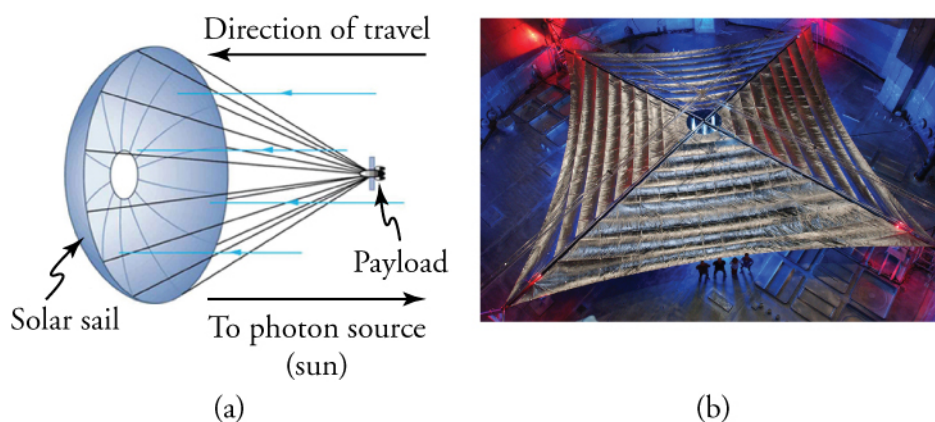 Direction of travel
Payload
Solar sail
To photon source
(sun)
(a)
(b)